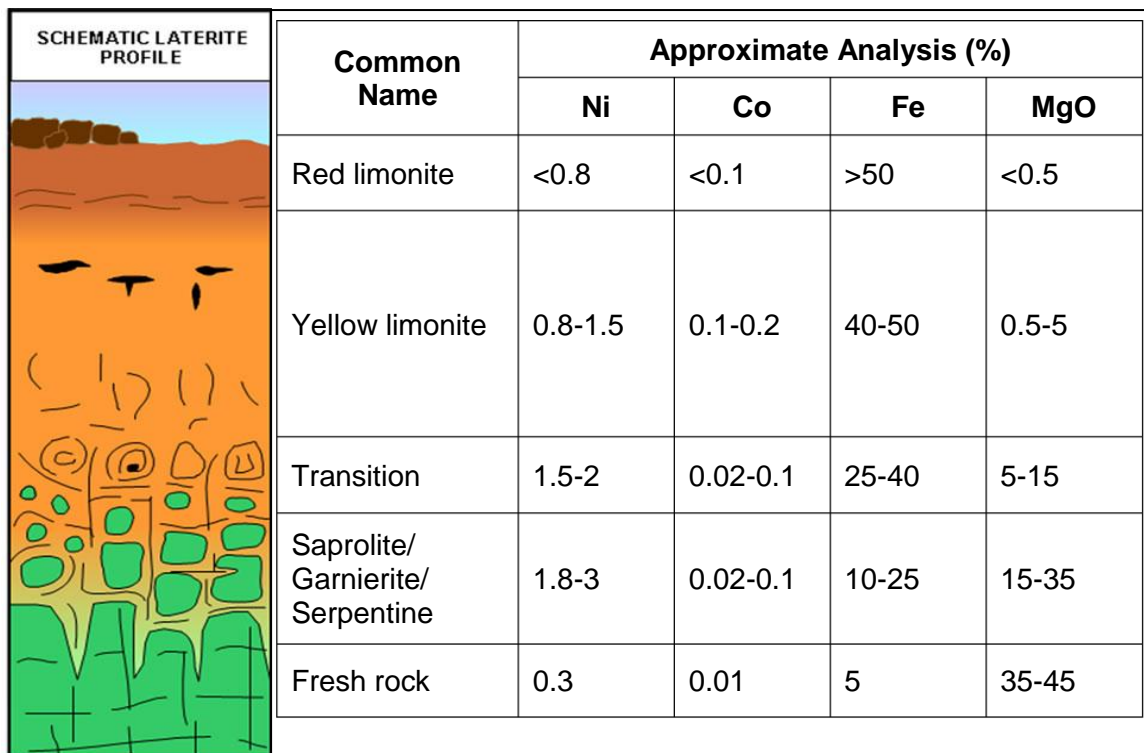 SCHEMATIC LATERITE
PROFILE
Common
Name
Approximate Analysis (%)
Ni Co Fe MgO
Red limonite <0.8 <0.1 >50 <0.5
Yellow limonite 0.8-1.5 0.1-0.2 40-50 0.5-5
Transition 1.5-2 0.02-0.1 25-40 5-15
Saprolite/
Garnierite/
Serpentine
1.8-3 0.02-0.1 10-25 15-35
Fresh rock 0.3 0.01 5 35-45